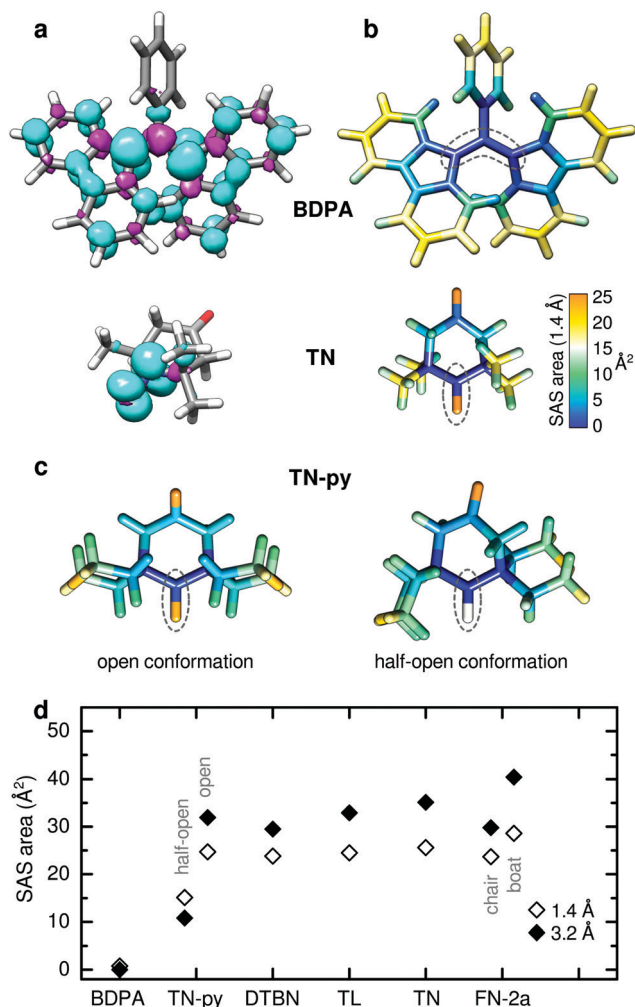 a
b
BDPA
TN
25
20
15
10
5
0
SAS area (1.4 Å)
Å²
c
TN-py
open conformation
half-open conformation
d
50
40
30
20
10
0
SAS area (Å²)
half-open
open
chair
boat
1.4 Å
3.2 Å
BDPA TN-py DTBN TL TN FN-2a